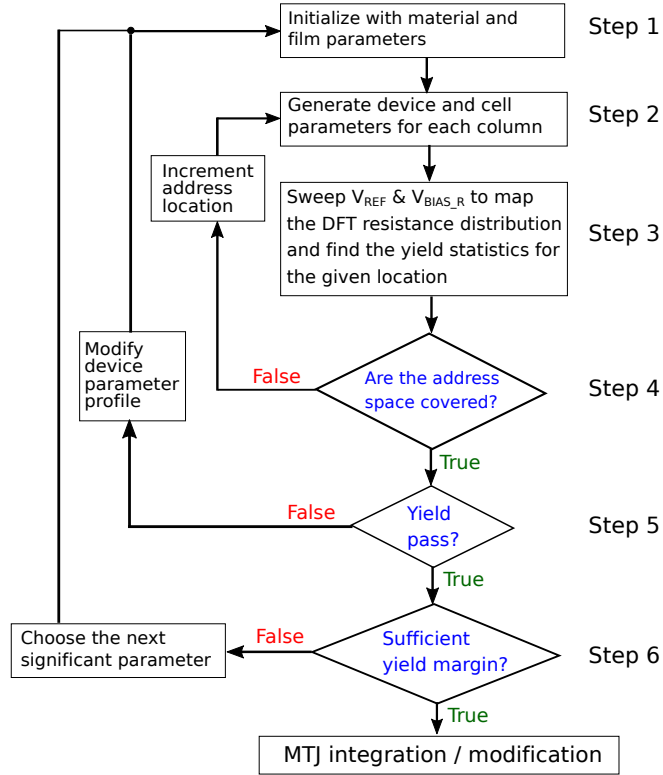 Initialize with material and
film parameters
Step 1
Generate device and cell
parameters for each column
Step 2
Increment
address
location
Sweep V_REF & V_BIAS_R to map
the DFT resistance distribution
and find the yield statistics for
the given location
Step 3
Modify
device
parameter
profile
False
Are the address
space covered?
Step 4
True
False
Yield
pass?
Step 5
True
Choose the next
significant parameter
False
Sufficient
yield margin?
Step 6
True
MTJ integration / modification